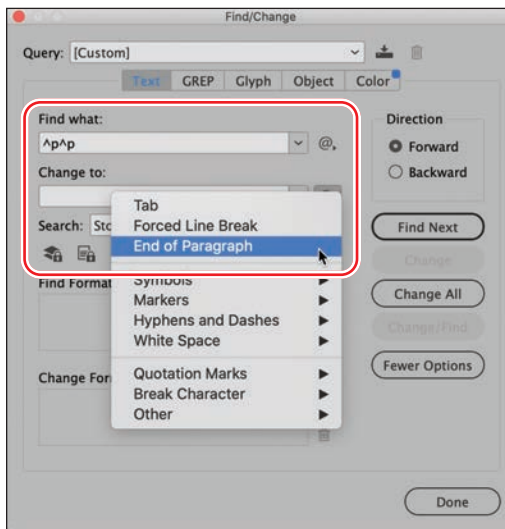 Find/Change
Query: [Custom]
Text GREP Glyph Object Color
Find what:
^p^p
@,
Change to:
Search: Sto
Tab
Forced Line Break
End of Paragraph
Symbols
Markers
Hyphens and Dashes
White Space
Quotation Marks
Break Character
Other
Find Format
Change For
Direction
Forward
Backward
Find Next
Change
Change All
Change/Find
Fewer Options
Done